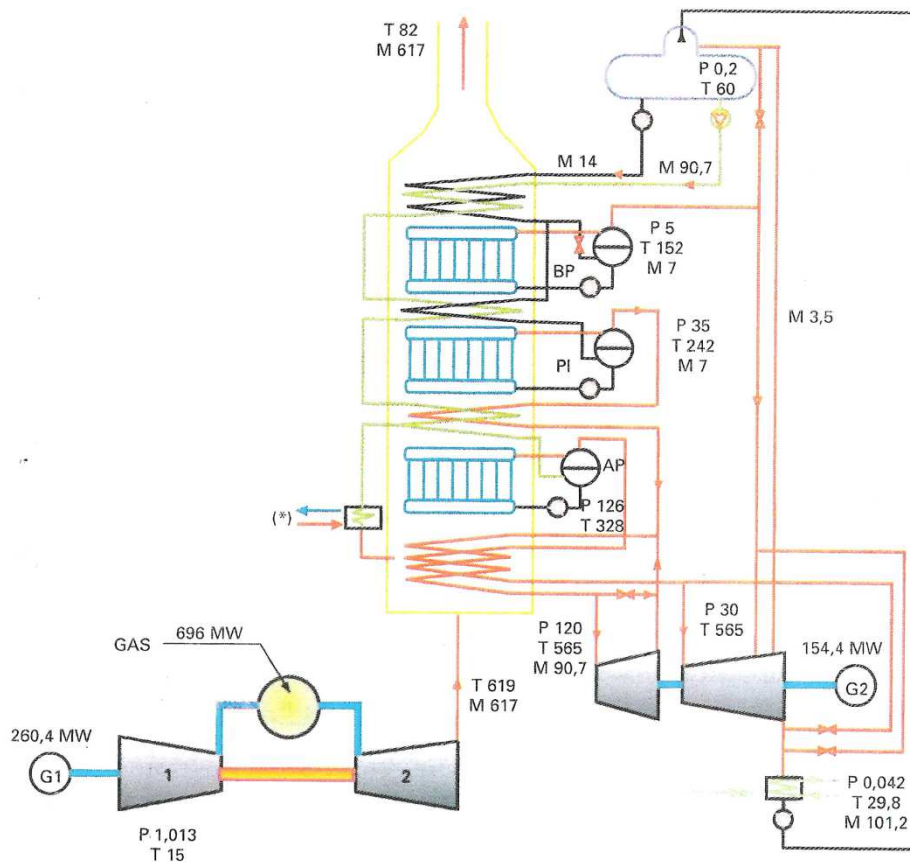 T 82
M 617
P 0,2
T 60
M 14
M 90,7
P 5
T 152
M 7
BP
M 3,5
P 35
T 242
M 7
PI
AP
P 126
T 328
(*)
696 MW
GAS
P 120
T 565
M 90,7
P 30
T 565
154,4 MW
G2
T 619
M 617
260,4 MW
G1
1
2
P 1,013
T 15
P 0,042
T 29,8
M 101,2